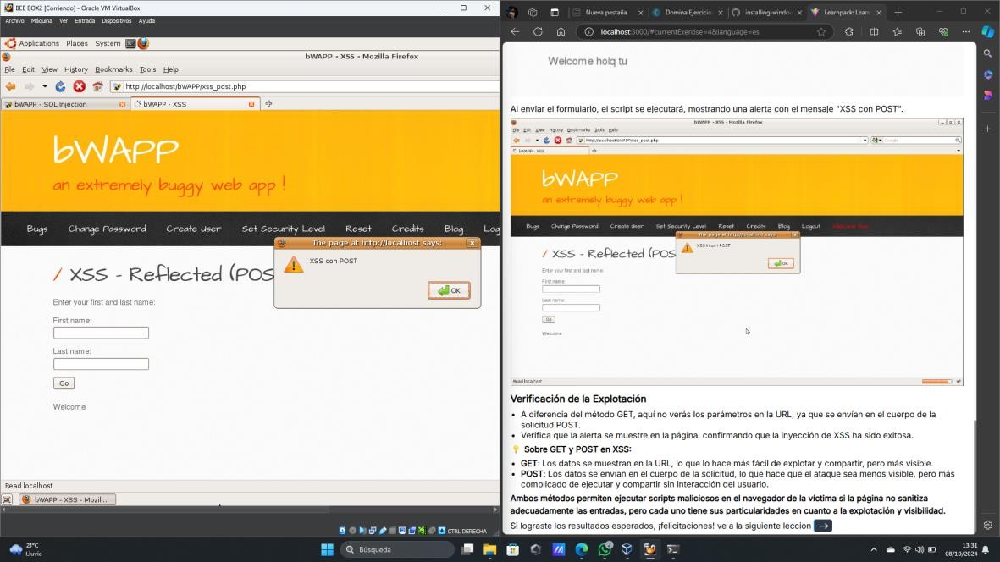 BEE BOX2 [Corriendo] - Oracle VM VirtualBox
Archivo Máquina Ver Entrada Dispositivos Ayuda
Applications Places System
bWAPP - XSS - Mozilla Firefox
File Edit View History Bookmarks Tools Help
http://localhost/bWAPP/xss_post.php
bWAPP - SQL Injection
bWAPP - XSS
bWAPP
an extremely buggy web app !
Bugs Change Password Create User Set Security Level Reset Credits Blog Log
The page at http://localhost says:
XSS con POST
OK
/ XSS - Reflected (POS
Enter your first and last name:
First name:
Last name:
Go
Welcome
Read localhost
bWAPP - XSS - Mozill...
CTRL DERECHA
Nueva pestaña
Domina Ejercicio
installing-window
Learnpack: Learn
localhost:3000/#currentExercise=4&language=es
Welcome holq tu
Al enviar el formulario, el script se ejecutará, mostrando una alerta con el mensaje "XSS con POST".
bWAPP - XSS - Mozilla Firefox
File Edit View History Bookmarks Tools Help
http://localhost/bWAPP/xss_post.php
Google
bWAPP - XSS
bWAPP
an extremely buggy web app !
Bugs Change Password Create User Set Security Level Reset Credits Blog Logout Welcome Bee
The page at http://localhost says:
OK
/ XSS - Reflected (POS
Enter your first and last name:
First name:
Last name:
Go
Welcome
Read localhost
Verificación de la Explotación
• A diferencia del método GET, aquí no verás los parámetros en la URL, ya que se envían en el cuerpo de la
solicitud POST.
• Verifica que la alerta se muestre en la página, confirmando que la inyección de XSS ha sido exitosa.
💡 Sobre GET y POST en XSS:
• GET: Los datos se muestran en la URL, lo que lo hace más fácil de explotar y compartir, pero más visible.
• POST: Los datos se envían en el cuerpo de la solicitud, lo que hace que el ataque sea menos visible, pero más
complicado de ejecutar y compartir sin interacción del usuario.
Ambos métodos permiten ejecutar scripts maliciosos en el navegador de la víctima si la página no sanitiza
adecuadamente las entradas, pero cada uno tiene sus particularidades en cuanto a la explotación y visibilidad.
Si lograste los resultados esperados, ¡felicitaciones! ve a la siguiente leccion →
21°C
Lluvia
Búsqueda
13:31
08/10/2024